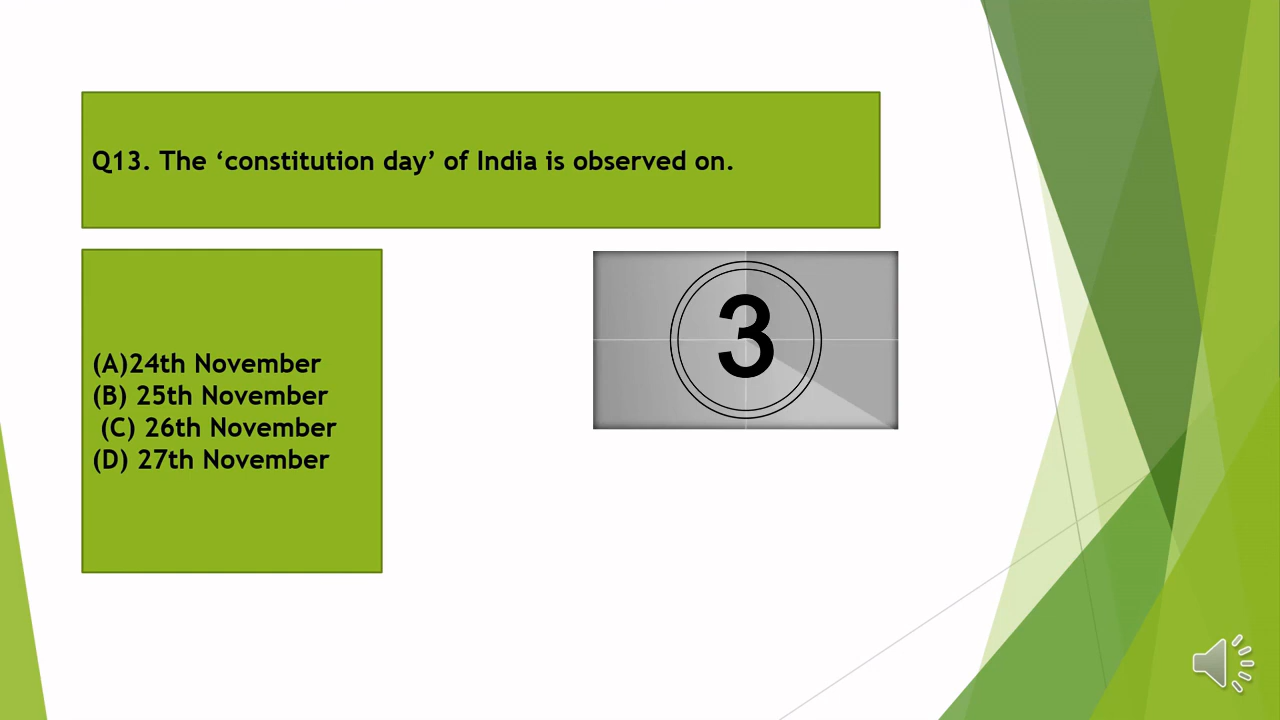 Q13. The ‘constitution day’ of India is observed on.
(A)24th November
(B) 25th November
(C) 26th November
(D) 27th November
3